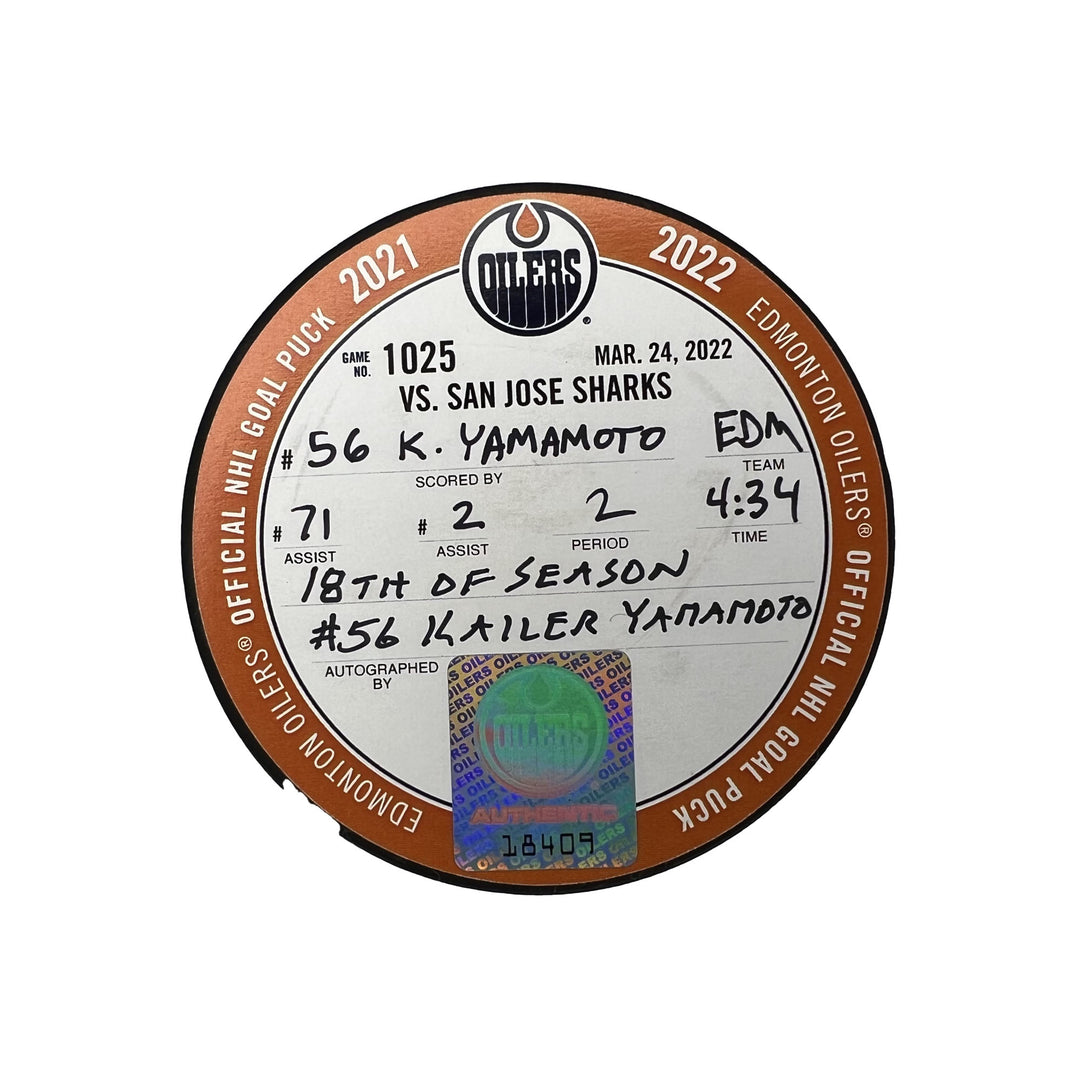 2021
2022
OFFICIAL NHL GOAL PUCK
EDMONTON OILERS®
OILERS
®
GAME NO. 1025
MAR. 24, 2022
VS. SAN JOSE SHARKS
# 56 K. YAMAMOTO EDM
SCORED BY
TEAM
# 71 # 2 2 4:34
ASSIST ASSIST PERIOD TIME
18TH OF SEASON
#56 KAILER YAMAMOTO
AUTOGRAPHED
BY
OILERS
AUTHENTIC
18409
EDMONTON OILERS®
OFFICIAL NHL GOAL PUCK